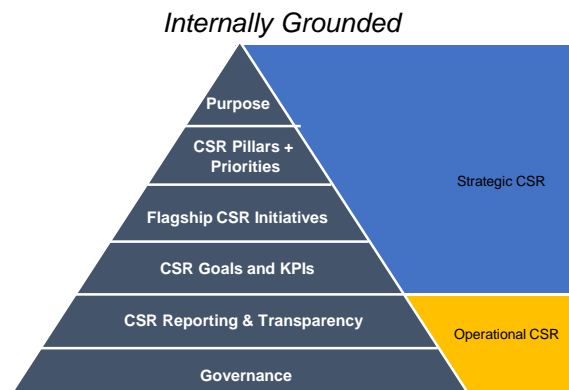 Internally Grounded
Purpose
CSR Pillars +
Priorities
Strategic CSR
Flagship CSR Initiatives
CSR Goals and KPIs
CSR Reporting & Transparency
Operational CSR
Governance